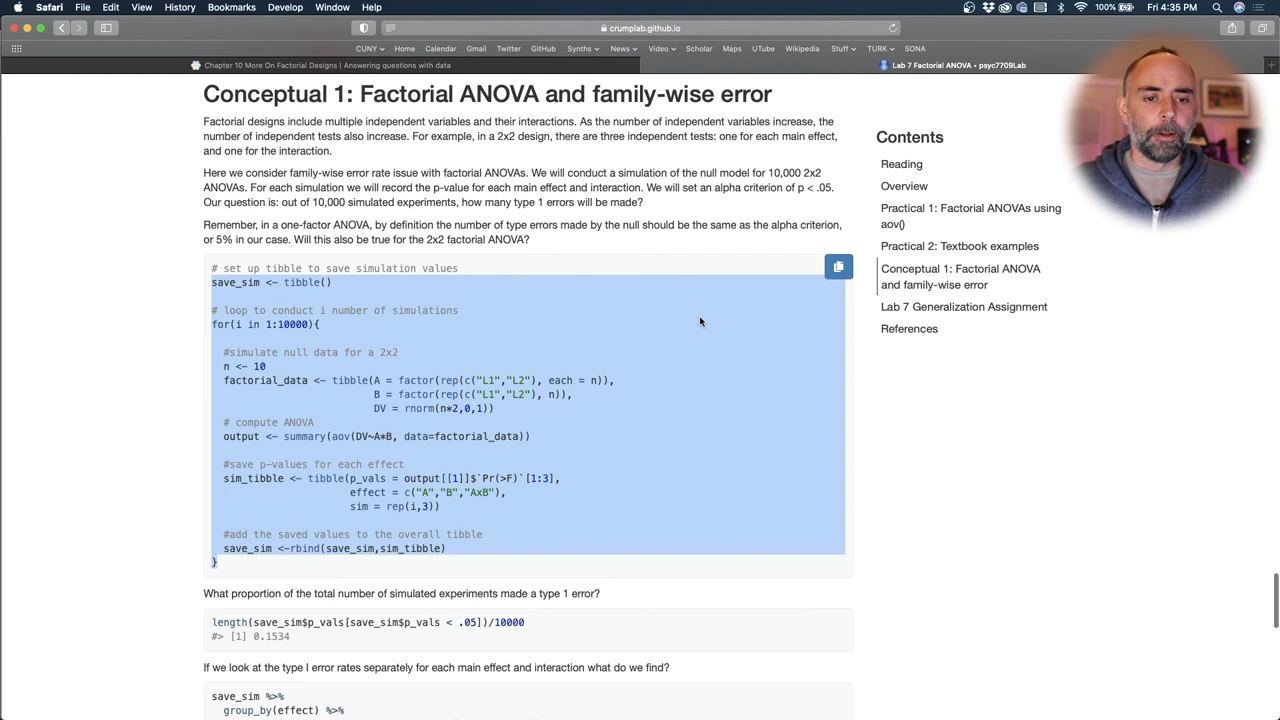 Safari File Edit View History Bookmarks Develop Window Help
100% Fri 4:35 PM
crumplab.github.io
CUNY Home Calendar Gmail Twitter GitHub Synths News Video Scholar Maps UTube Wikipedia Stuff TURK SONA
Chapter 10 More On Factorial Designs | Answering questions with data
Lab 7 Factorial ANOVA • psyc7709Lab
Conceptual 1: Factorial ANOVA and family-wise error
Factorial designs include multiple independent variables and their interactions. As the number of independent variables increase, the
number of independent tests also increase. For example, in a 2x2 design, there are three independent tests: one for each main effect,
and one for the interaction.
Here we consider family-wise error rate issue with factorial ANOVAs. We will conduct a simulation of the null model for 10,000 2x2
ANOVAs. For each simulation we will record the p-value for each main effect and interaction. We will set an alpha criterion of p < .05.
Our question is: out of 10,000 simulated experiments, how many type 1 errors will be made?
Remember, in a one-factor ANOVA, by definition the number of type errors made by the null should be the same as the alpha criterion,
or 5% in our case. Will this also be true for the 2x2 factorial ANOVA?
# set up tibble to save simulation values
save_sim <- tibble()
# loop to conduct i number of simulations
for(i in 1:10000){
#simulate null data for a 2x2
n <- 10
factorial_data <- tibble(A = factor(rep(c("L1","L2"), each = n)),
B = factor(rep(c("L1","L2"), n)),
DV = rnorm(n*2,0,1))
# compute ANOVA
output <- summary(aov(DV~A*B, data=factorial_data))
#save p-values for each effect
sim_tibble <- tibble(p_vals = output[[1]]$`Pr(>F)`[1:3],
effect = c("A","B","AxB"),
sim = rep(i,3))
#add the saved values to the overall tibble
save_sim <-rbind(save_sim,sim_tibble)
}
What proportion of the total number of simulated experiments made a type 1 error?
length(save_sim$p_vals[save_sim$p_vals < .05])/10000
#> [1] 0.1534
If we look at the type I error rates separately for each main effect and interaction what do we find?
save_sim %>%
group_by(effect) %>%
Contents
Reading
Overview
Practical 1: Factorial ANOVAs using
aov()
Practical 2: Textbook examples
Conceptual 1: Factorial ANOVA
and family-wise error
Lab 7 Generalization Assignment
References